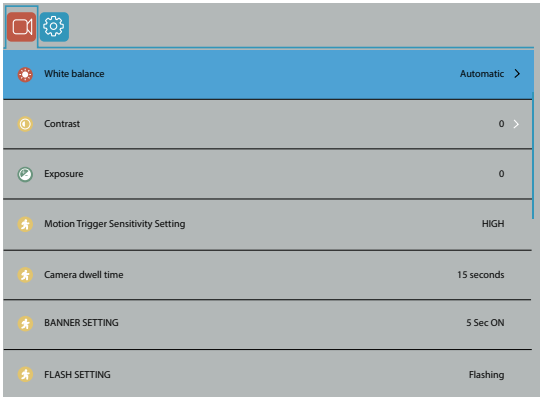 White balance Automatic
Contrast 0
Exposure 0
Motion Trigger Sensitivity Setting HIGH
Camera dwell time 15 seconds
BANNER SETTING 5 Sec ON
FLASH SETTING Flashing